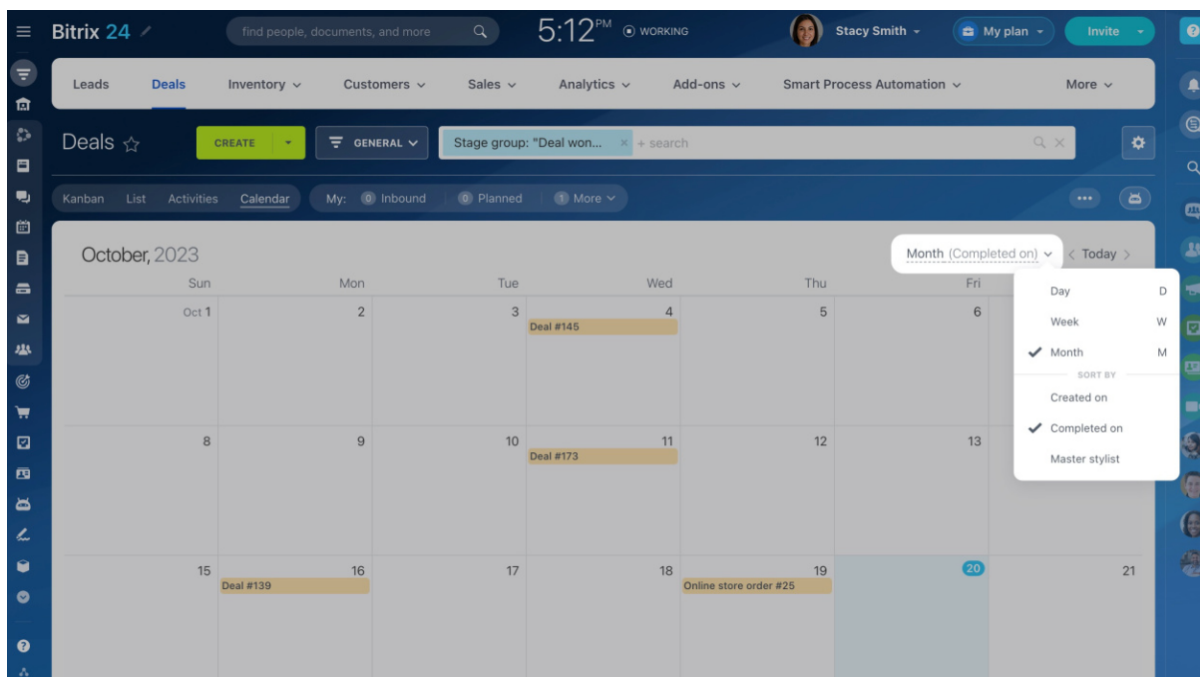 Bitrix 24 find people, documents, and more 5:12 PM WORKING Stacy Smith My plan Invite
Leads Deals Inventory Customers Sales Analytics Add-ons Smart Process Automation More
Deals CREATE GENERAL Stage group: "Deal won... × + search
Kanban List Activities Calendar My: 0 Inbound 0 Planned 1 More
October, 2023 Month (Completed on) < Today >
Sun Mon Tue Wed Thu Fri
Oct 1 2 3 4 5 6
Deal #145
8 9 10 11 12 13
Deal #173
15 16 17 18 19 20 21
Deal #139 Online store order #25
Day D
Week W
Month M
SORT BY
Created on
Completed on
Master stylist